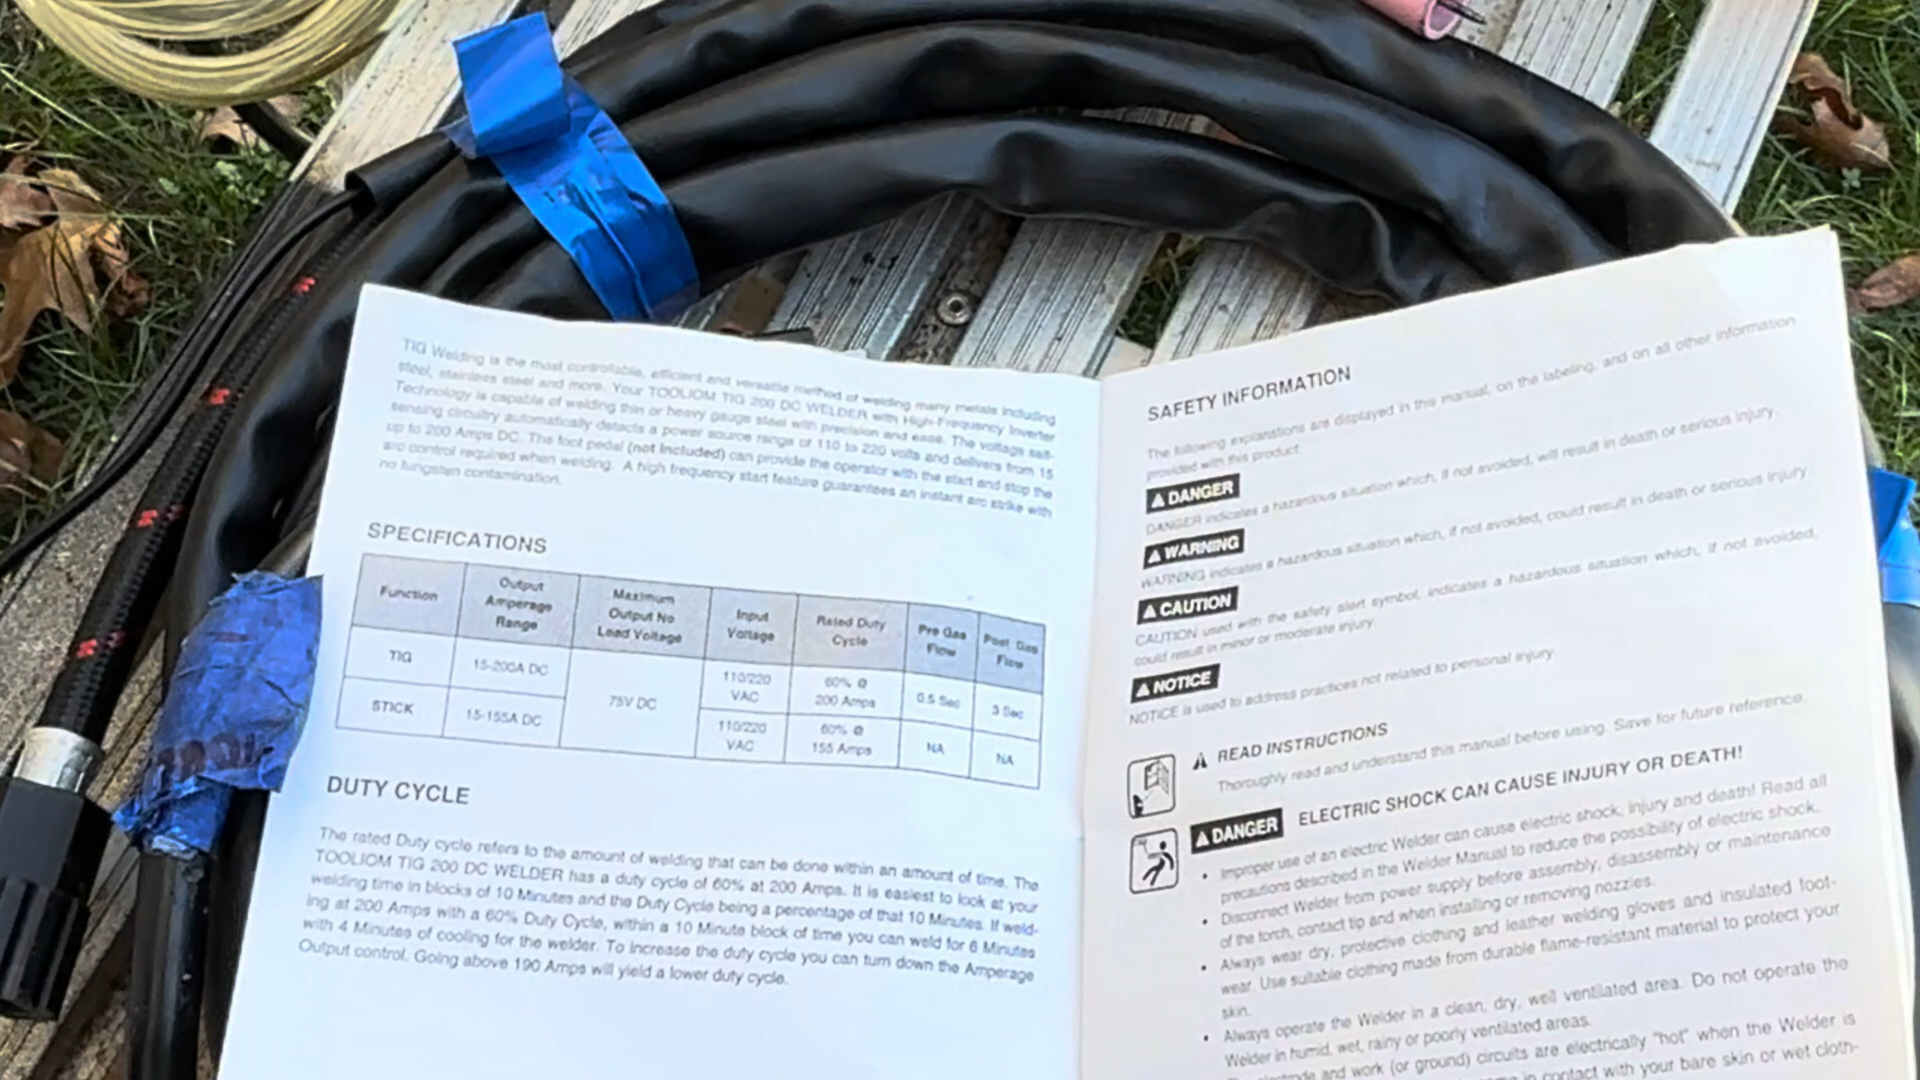 TIG Welding is the most controllable, efficient and versatile method of welding many metals including
steel, stainless steel and more. Your TOOLIOM TIG 200 DC WELDER with High-Frequency Inverter
Technology is capable of welding thin or heavy gauge steel with precision and ease. The voltage self-
sensing circuitry automatically detects a power source range of 110 to 220 volts and delivers from 15
up to 200 Amps DC. The foot pedal (not included) can provide the operator with the start and stop the
arc control required when welding. A high frequency start feature guarantees an instant arc strike with
no tungsten contamination.
SPECIFICATIONS
Function
Output
Amperage
Range
Maximum
Output No
Load Voltage
Input
Voltage
Rated Duty
Cycle
Pre Gas
Flow
Post Gas
Flow
TIG
15-200A DC
75V DC
110/220
VAC
60% @
200 Amps
0.5 Sec
3 Sec
STICK
15-155A DC
110/220
VAC
60% @
155 Amps
NA
NA
DUTY CYCLE
The rated Duty cycle refers to the amount of welding that can be done within an amount of time. The
TOOLIOM TIG 200 DC WELDER has a duty cycle of 60% at 200 Amps. It is easiest to look at your
welding time in blocks of 10 Minutes and the Duty Cycle being a percentage of that 10 Minutes. If weld-
ing at 200 Amps with a 60% Duty Cycle, within a 10 Minute block of time you can weld for 6 Minutes
with 4 Minutes of cooling for the welder. To increase the duty cycle you can turn down the Amperage
Output control. Going above 190 Amps will yield a lower duty cycle.
SAFETY INFORMATION
The following explanations are displayed in this manual, on the labeling, and on all other information
provided with this product:
DANGER
DANGER indicates a hazardous situation which, if not avoided, will result in death or serious injury.
WARNING
WARNING indicates a hazardous situation which, if not avoided, could result in death or serious injury.
CAUTION
CAUTION used with the safety alert symbol, indicates a hazardous situation which, if not avoided,
could result in minor or moderate injury.
NOTICE
NOTICE is used to address practices not related to personal injury.
READ INSTRUCTIONS
Thoroughly read and understand this manual before using. Save for future reference.
DANGER ELECTRIC SHOCK CAN CAUSE INJURY OR DEATH!
• Improper use of an electric Welder can cause electric shock, injury and death! Read all
precautions described in the Welder Manual to reduce the possibility of electric shock.
• Disconnect Welder from power supply before assembly, disassembly or maintenance
of the torch, contact tip and when installing or removing nozzles.
• Always wear dry, protective clothing and leather welding gloves and insulated foot-
wear. Use suitable clothing made from durable flame-resistant material to protect your
skin.
• Always operate the Welder in a clean, dry, well ventilated area. Do not operate the
Welder in humid, wet, rainy or poorly ventilated areas.
electrode and work (or ground) circuits are electrically "hot" when the Welder is
in contact with your bare skin or wet cloth-